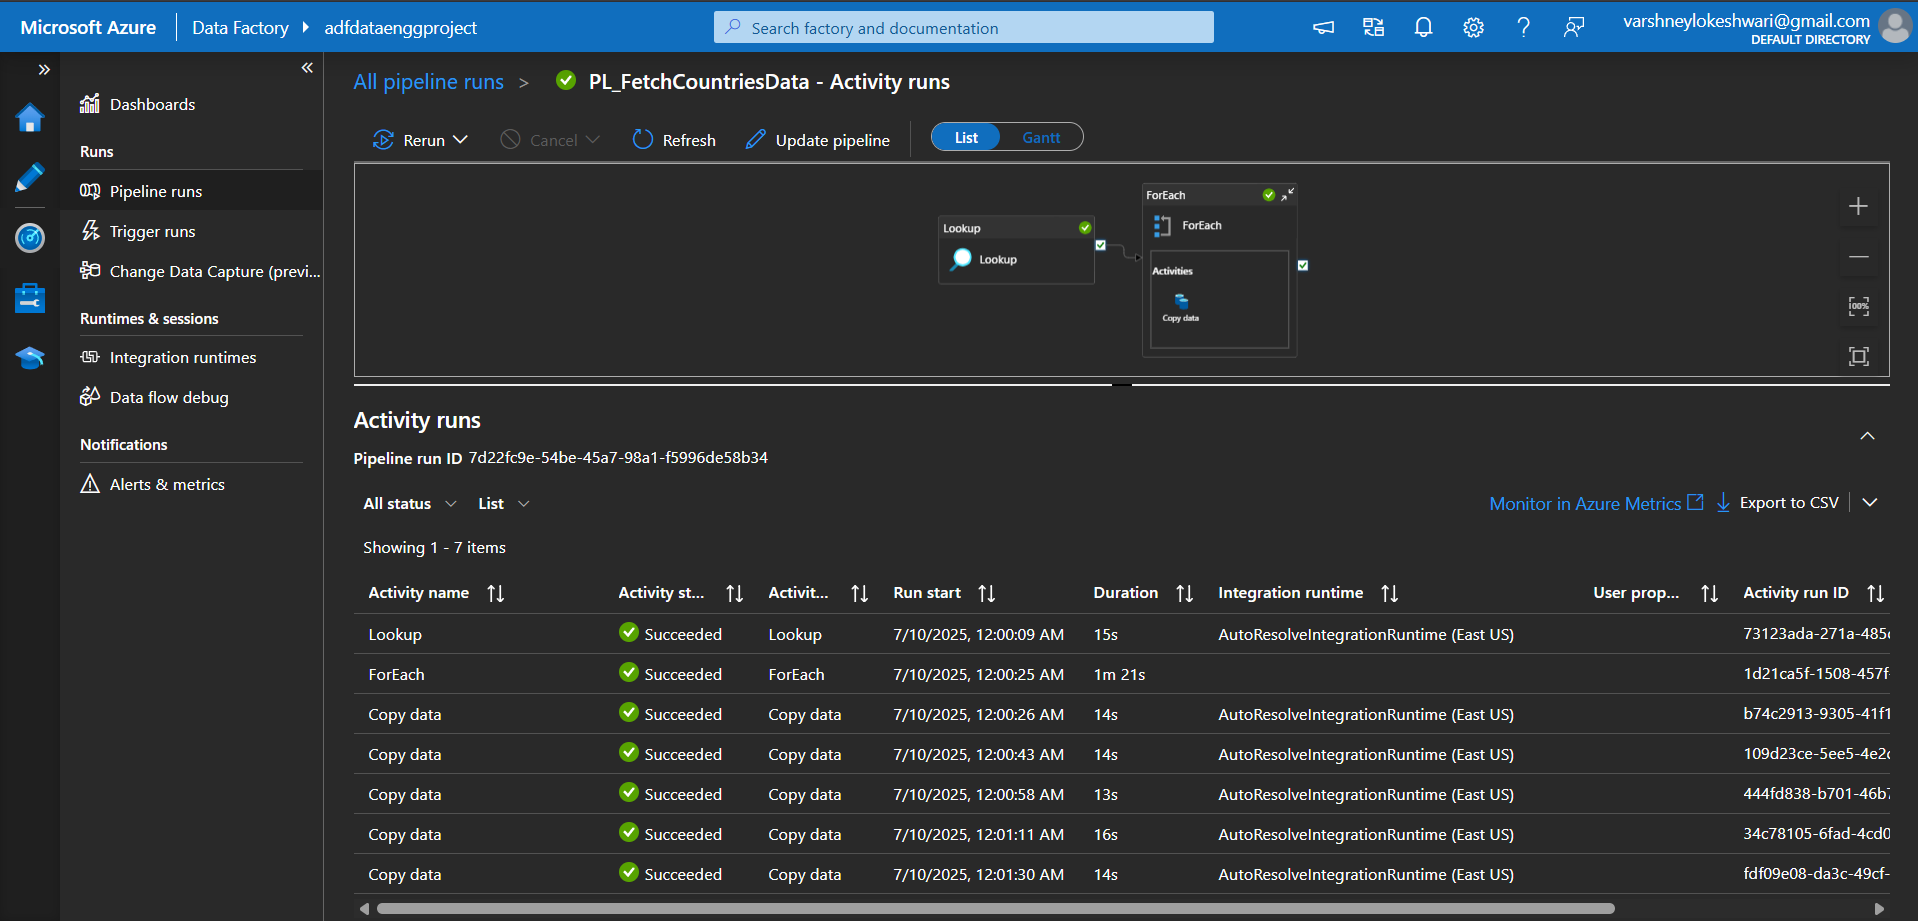 Microsoft Azure
Data Factory
adfdataenggproject
Search factory and documentation
varshneylokeshwari@gmail.com
DEFAULT DIRECTORY
Dashboards
Runs
Pipeline runs
Trigger runs
Change Data Capture (previ...
Runtimes & sessions
Integration runtimes
Data flow debug
Notifications
Alerts & metrics
All pipeline runs > PL_FetchCountriesData - Activity runs
Rerun Cancel Refresh Update pipeline List Gantt
Lookup
Lookup
ForEach
ForEach
Activities
Copy data
100%
Activity runs
Pipeline run ID 7d22fc9e-54be-45a7-98a1-f5996de58b34
All status List Monitor in Azure Metrics Export to CSV
Showing 1 - 7 items
Activity name Activity st... Activit... Run start Duration Integration runtime User prop... Activity run ID
Lookup Succeeded Lookup 7/10/2025, 12:00:09 AM 15s AutoResolveIntegrationRuntime (East US) 73123ada-271a-485
ForEach Succeeded ForEach 7/10/2025, 12:00:25 AM 1m 21s 1d21ca5f-1508-457f-
Copy data Succeeded Copy data 7/10/2025, 12:00:26 AM 14s AutoResolveIntegrationRuntime (East US) b74c2913-9305-41f1
Copy data Succeeded Copy data 7/10/2025, 12:00:43 AM 14s AutoResolveIntegrationRuntime (East US) 109d23ce-5ee5-4e2
Copy data Succeeded Copy data 7/10/2025, 12:00:58 AM 13s AutoResolveIntegrationRuntime (East US) 444fd838-b701-46b7
Copy data Succeeded Copy data 7/10/2025, 12:01:11 AM 16s AutoResolveIntegrationRuntime (East US) 34c78105-6fad-4cd0
Copy data Succeeded Copy data 7/10/2025, 12:01:30 AM 14s AutoResolveIntegrationRuntime (East US) fdf09e08-da3c-49cf-